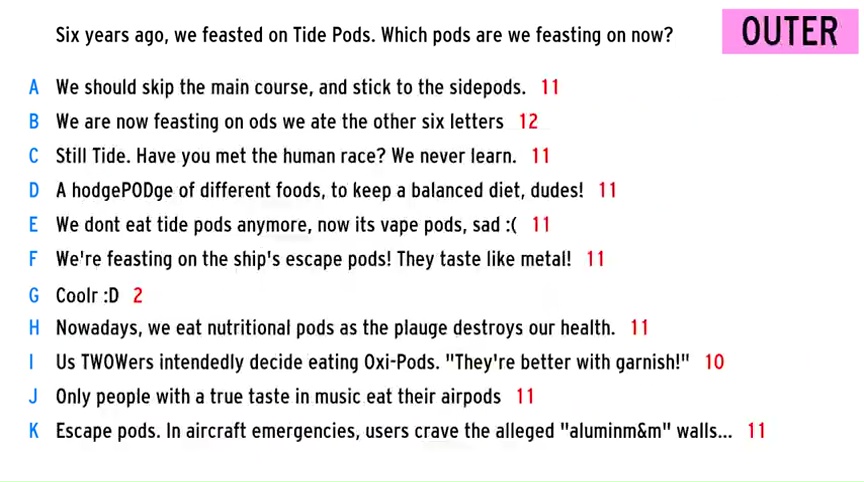 Six years ago, we feasted on Tide Pods. Which pods are we feasting on now?
OUTER
A We should skip the main course, and stick to the sidepods. 11
B We are now feasting on ods we ate the other six letters 12
C Still Tide. Have you met the human race? We never learn. 11
D A hodgePODge of different foods, to keep a balanced diet, dudes! 11
E We dont eat tide pods anymore, now its vape pods, sad :( 11
F We're feasting on the ship's escape pods! They taste like metal! 11
G Coolr :D 2
H Nowadays, we eat nutritional pods as the plauge destroys our health. 11
I Us TWOWers intendedly decide eating Oxi-Pods. "They're better with garnish!" 10
J Only people with a true taste in music eat their airpods 11
K Escape pods. In aircraft emergencies, users crave the alleged "aluminm&m" walls... 11